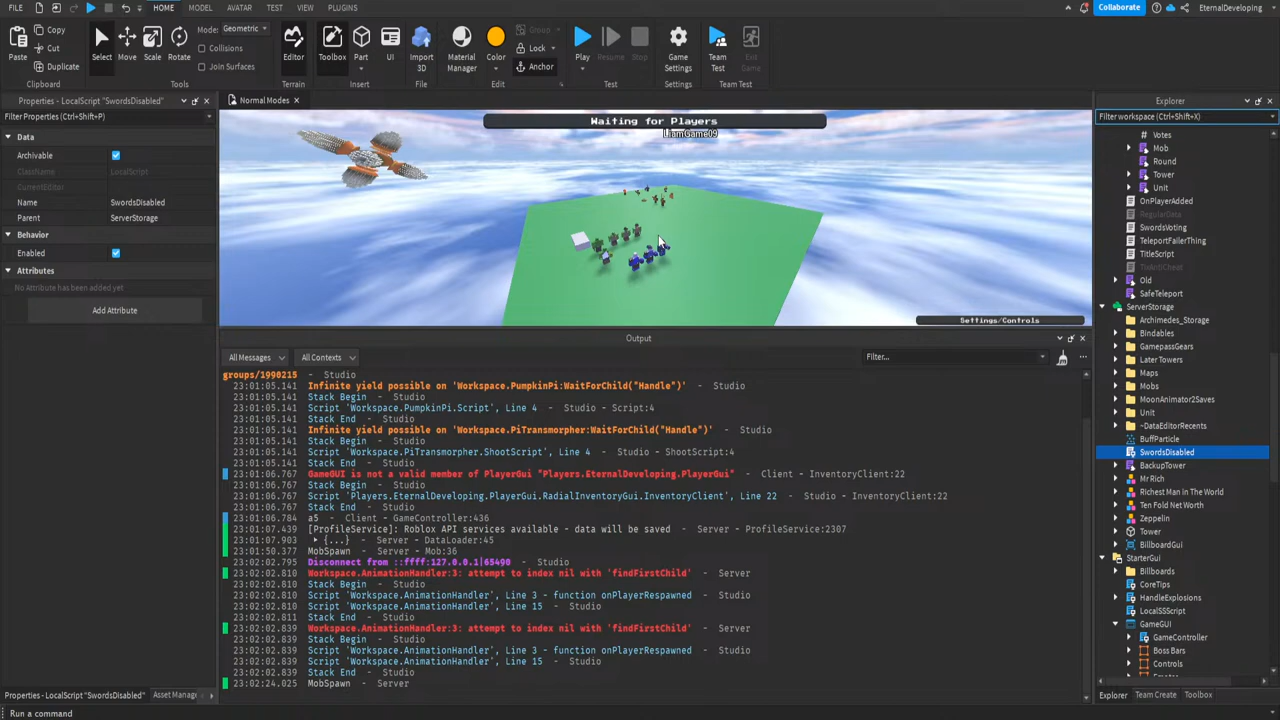 FILE HOME MODEL AVATAR TEST VIEW PLUGINS Collaborate EternalDeveloping
Paste Copy Cut Duplicate Select Move Scale Rotate Mode: Geometric Collisions Join Surfaces Editor Toolbox Part UI Import 3D Material Manager Color Group Lock Anchor Play Resume Stop Game Settings Team Test Exit Game
Clipboard Tools Terrain Insert File Edit Test Settings Team Test
Properties - LocalScript "SwordsDisabled"
Filter Properties (Ctrl+Shift+P)
Data
Archivable
ClassName LocalScript
CurrentEditor
Name SwordsDisabled
Parent ServerStorage
Behavior
Enabled
Attributes
No Attribute has been added yet
Add Attribute
Properties - LocalScript "SwordsDisabled" Asset Manage
Normal Modes
Waiting for Players
LiamGame09
Settings/Controls
Output
All Messages All Contexts Filter...
groups/1990215 - Studio
23:01:05.141 Infinite yield possible on 'Workspace.PumpkinPi:WaitForChild("Handle")' - Studio
23:01:05.141 Stack Begin - Studio
23:01:05.141 Script 'Workspace.PumpkinPi.Script', Line 4 - Studio - Script:4
23:01:05.141 Stack End - Studio
23:01:05.141 Infinite yield possible on 'Workspace.PiTransmorpher:WaitForChild("Handle")' - Studio
23:01:05.141 Stack Begin - Studio
23:01:05.141 Script 'Workspace.PiTransmorpher.ShootScript', Line 4 - Studio - ShootScript:4
23:01:05.141 Stack End - Studio
23:01:06.767 GameGUI is not a valid member of PlayerGui "Players.EternalDeveloping.PlayerGui" - Client - InventoryClient:22
23:01:06.767 Stack Begin - Studio
23:01:06.767 Script 'Players.EternalDeveloping.PlayerGui.RadialInventoryGui.InventoryClient', Line 22 - Studio - InventoryClient:22
23:01:06.767 Stack End - Studio
23:01:06.784 a5 - Client - GameController:436
23:01:07.439 [ProfileService]: Roblox API services available - data will be saved - Server - ProfileService:2307
23:01:07.903 {...} - Server - DataLoader:45
23:01:50.377 MobSpawn - Server - Mob:36
23:02:02.795 Disconnect from ::ffff:127.0.0.1|65490 - Studio
23:02:02.810 Workspace.AnimationHandler:3: attempt to index nil with 'findFirstChild' - Server
23:02:02.810 Stack Begin - Studio
23:02:02.810 Script 'Workspace.AnimationHandler', Line 3 - function onPlayerRespawned - Studio
23:02:02.810 Script 'Workspace.AnimationHandler', Line 15 - Studio
23:02:02.810 Stack End - Studio
23:02:02.839 Workspace.AnimationHandler:3: attempt to index nil with 'findFirstChild' - Server
23:02:02.839 Stack Begin - Studio
23:02:02.839 Script 'Workspace.AnimationHandler', Line 3 - function onPlayerRespawned - Studio
23:02:02.839 Script 'Workspace.AnimationHandler', Line 15 - Studio
23:02:02.839 Stack End - Studio
23:02:24.025 MobSpawn - Server
Explorer
Filter workspace (Ctrl+Shift+X)
Votes
Mob
Round
Tower
Unit
OnPlayerAdded
RegularData
SwordsVoting
TeleportFailerThing
TitleScript
TixAntiCheat
Old
SafeTeleport
ServerStorage
Archimedes_Storage
Bindables
GamepassGears
Later Towers
Maps
Mobs
MoonAnimator2Saves
Unit
~DataEditorRecents
BuffParticle
SwordsDisabled
BackupTower
Mr Rich
Richest Man in The World
Ten Fold Net Worth
Zeppelin
Tower
BillboardGui
StarterGui
Billboards
CoreTips
HandleExplosions
LocalSSScript
GameGUI
GameController
Boss Bars
Controls
Explorer Team Create Toolbox
Run a command